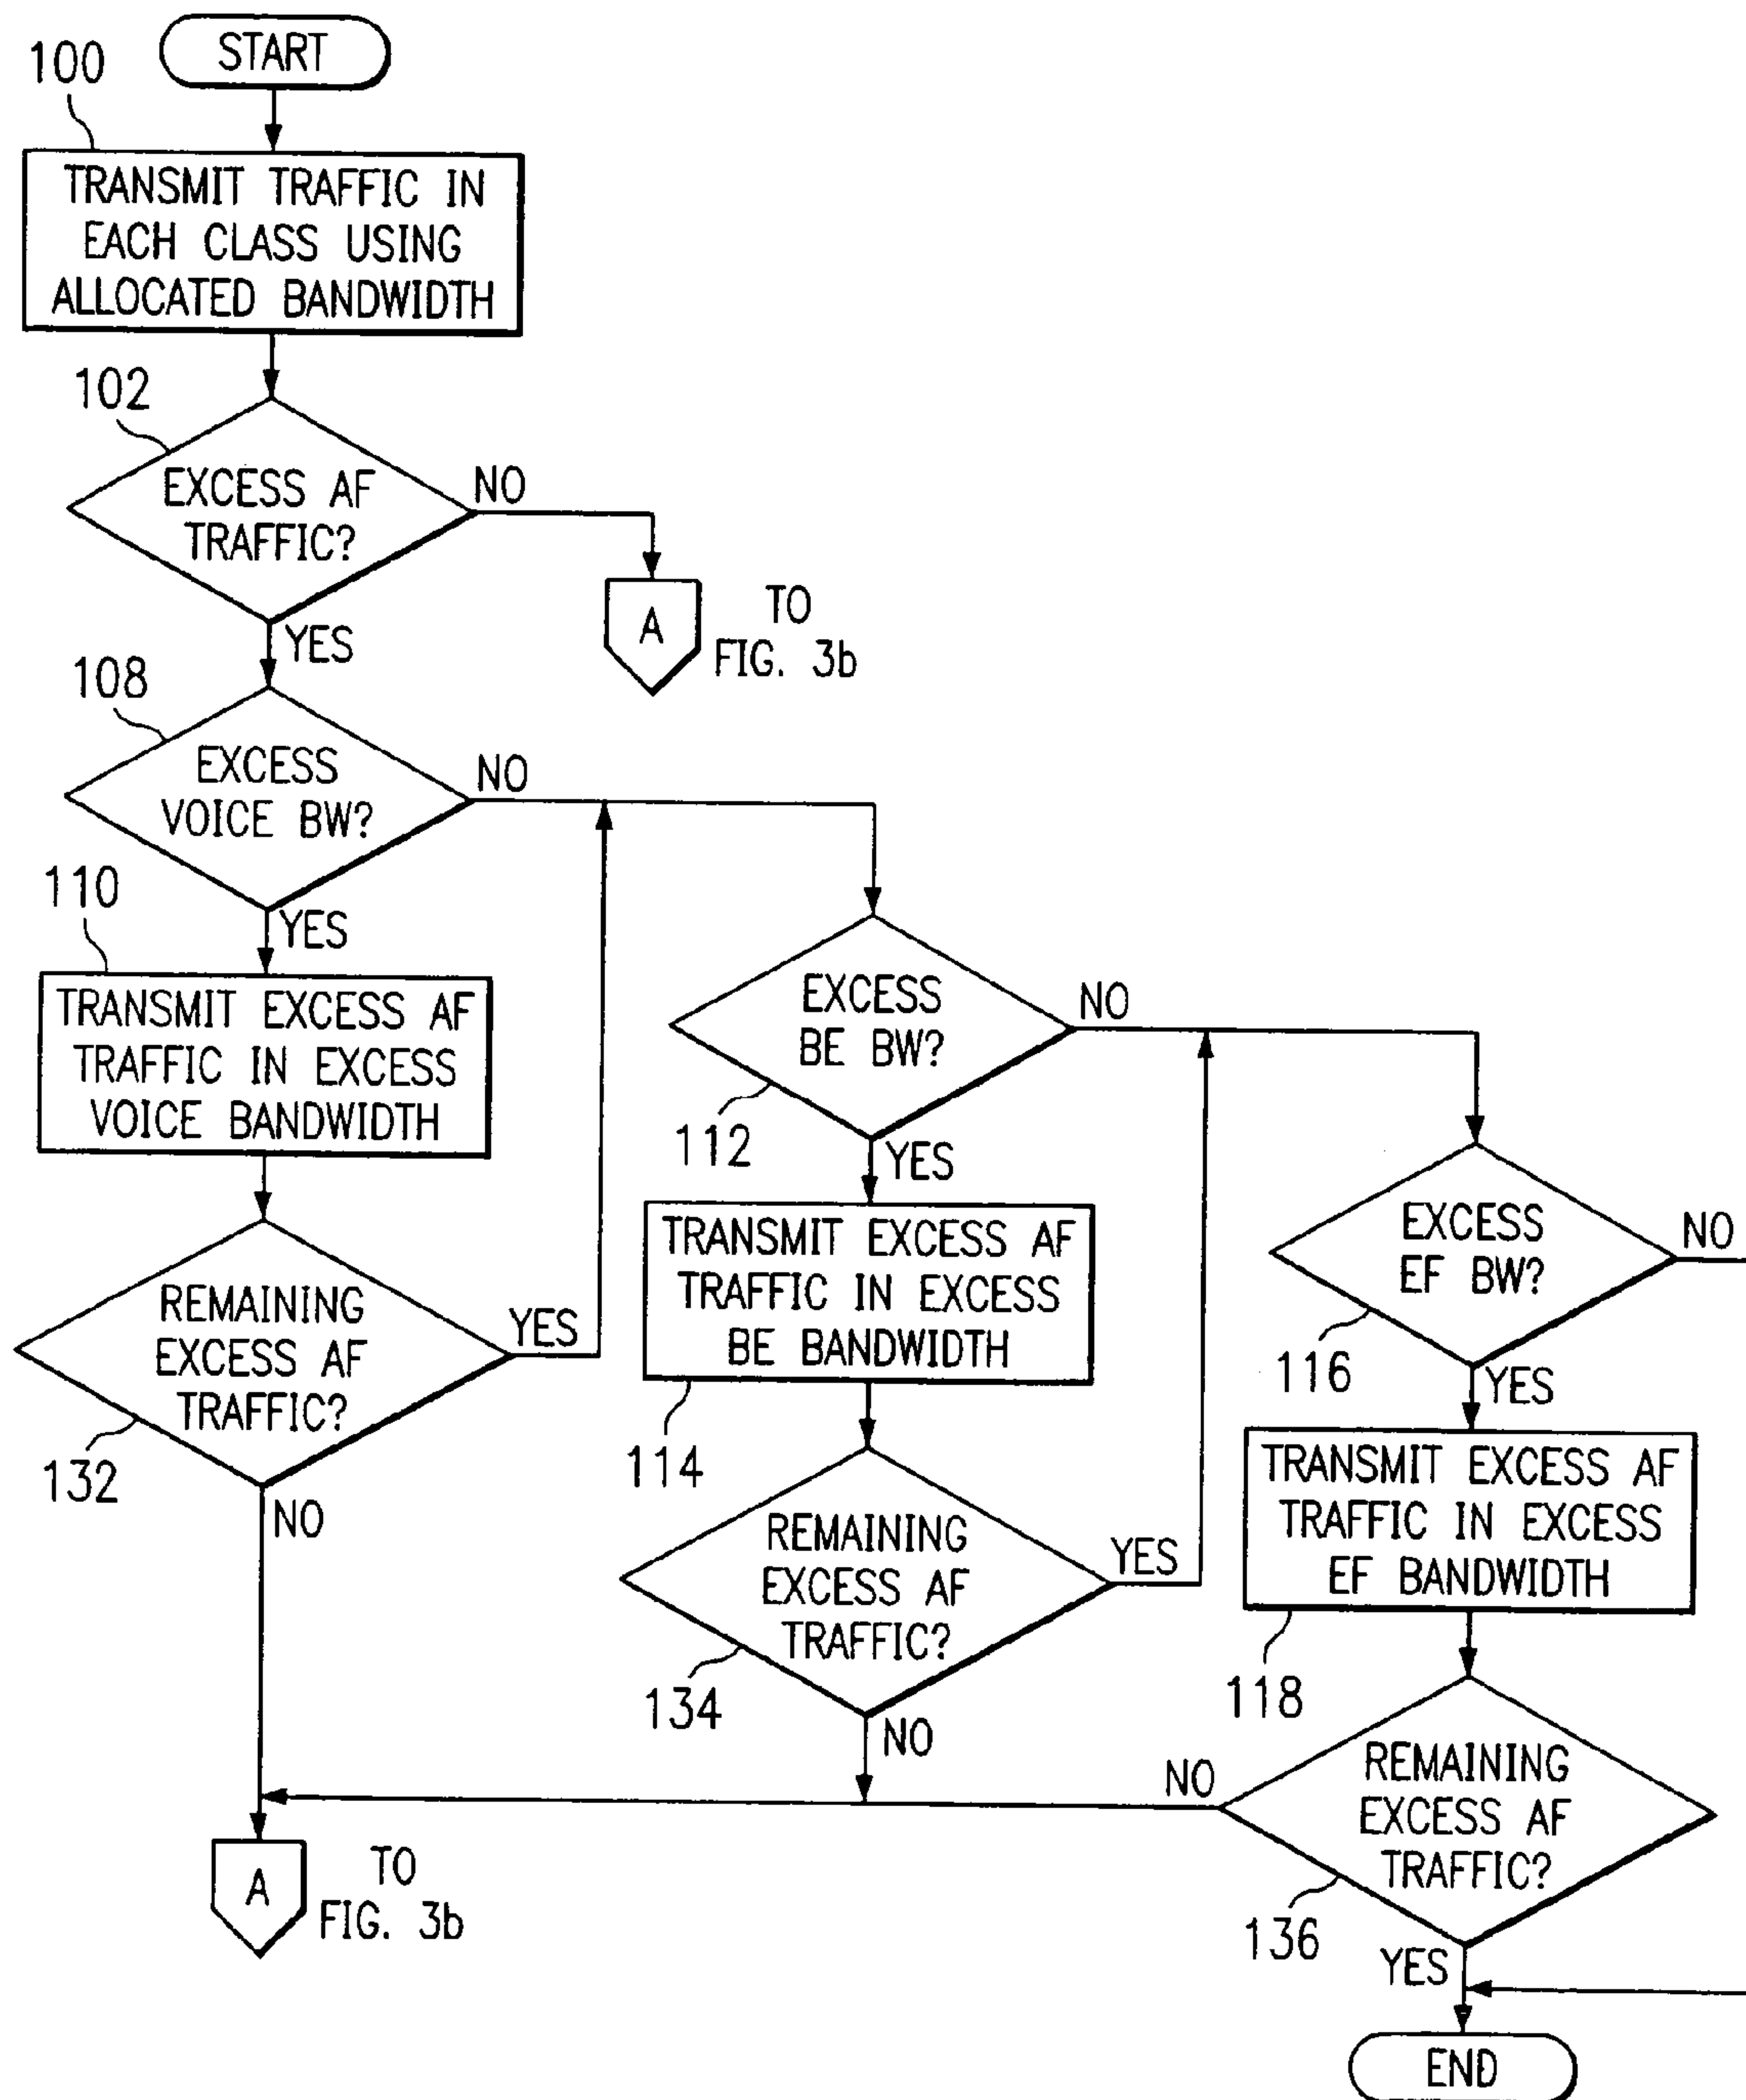 START
100
TRANSMIT TRAFFIC IN
EACH CLASS USING
ALLOCATED BANDWIDTH
102
EXCESS AF
TRAFFIC?
NO
A
TO
FIG. 3b
YES
108
EXCESS
VOICE BW?
NO
110
YES
TRANSMIT EXCESS AF
TRAFFIC IN EXCESS
VOICE BANDWIDTH
REMAINING
EXCESS AF
TRAFFIC?
YES
132
NO
EXCESS
BE BW?
NO
112
YES
TRANSMIT EXCESS AF
TRAFFIC IN EXCESS
BE BANDWIDTH
114
REMAINING
EXCESS AF
TRAFFIC?
YES
134
NO
EXCESS
EF BW?
NO
116
YES
TRANSMIT EXCESS AF
TRAFFIC IN EXCESS
EF BANDWIDTH
118
REMAINING
EXCESS AF
TRAFFIC?
NO
136
YES
A
TO
FIG. 3b
END